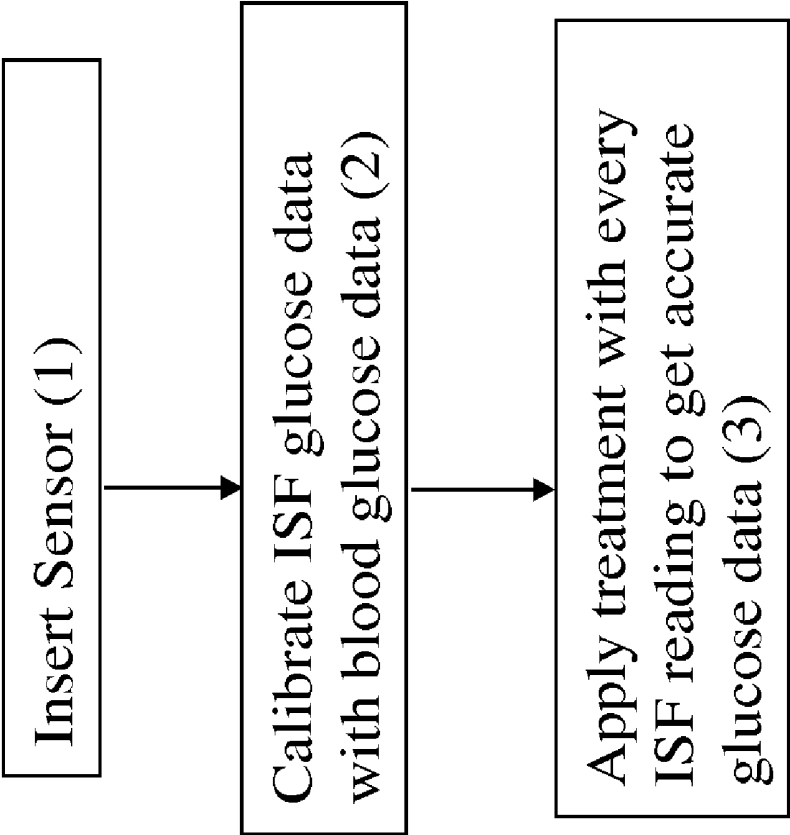 Insert Sensor (1)
Calibrate ISF glucose data
with blood glucose data (2)
Apply treatment with every
ISF reading to get accurate
glucose data (3)